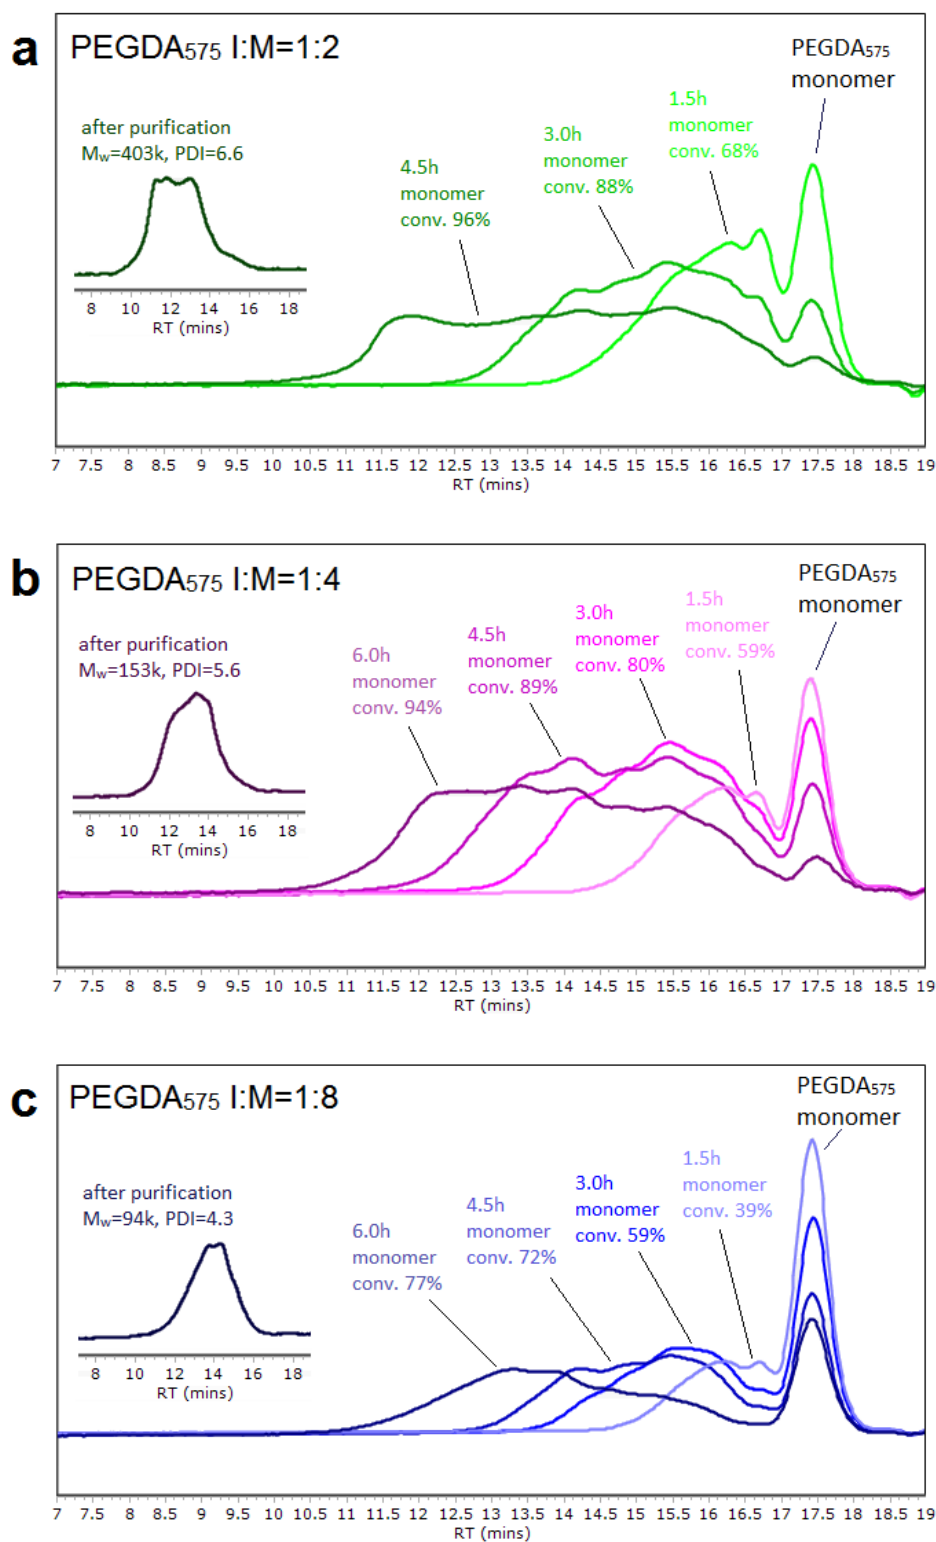 a
PEGDA575 I:M=1:2
PEGDA575
monomer
1.5h
monomer
conv. 68%
3.0h
monomer
conv. 88%
4.5h
monomer
conv. 96%
after purification
Mw=403k, PDI=6.6
8 10 12 14 16 18
RT (mins)
7 7.5 8 8.5 9 9.5 10 10.5 11 11.5 12 12.5 13 13.5 14 14.5 15 15.5 16 16.5 17 17.5 18 18.5 19
RT (mins)
b
PEGDA575 I:M=1:4
PEGDA575
monomer
1.5h
monomer
conv. 59%
3.0h
monomer
conv. 80%
4.5h
monomer
conv. 89%
6.0h
monomer
conv. 94%
after purification
Mw=153k, PDI=5.6
8 10 12 14 16 18
RT (mins)
7 7.5 8 8.5 9 9.5 10 10.5 11 11.5 12 12.5 13 13.5 14 14.5 15 15.5 16 16.5 17 17.5 18 18.5 19
RT (mins)
c
PEGDA575 I:M=1:8
PEGDA575
monomer
1.5h
monomer
conv. 39%
3.0h
monomer
conv. 59%
4.5h
monomer
conv. 72%
6.0h
monomer
conv. 77%
after purification
Mw=94k, PDI=4.3
8 10 12 14 16 18
RT (mins)
7 7.5 8 8.5 9 9.5 10 10.5 11 11.5 12 12.5 13 13.5 14 14.5 15 15.5 16 16.5 17 17.5 18 18.5 19
RT (mins)